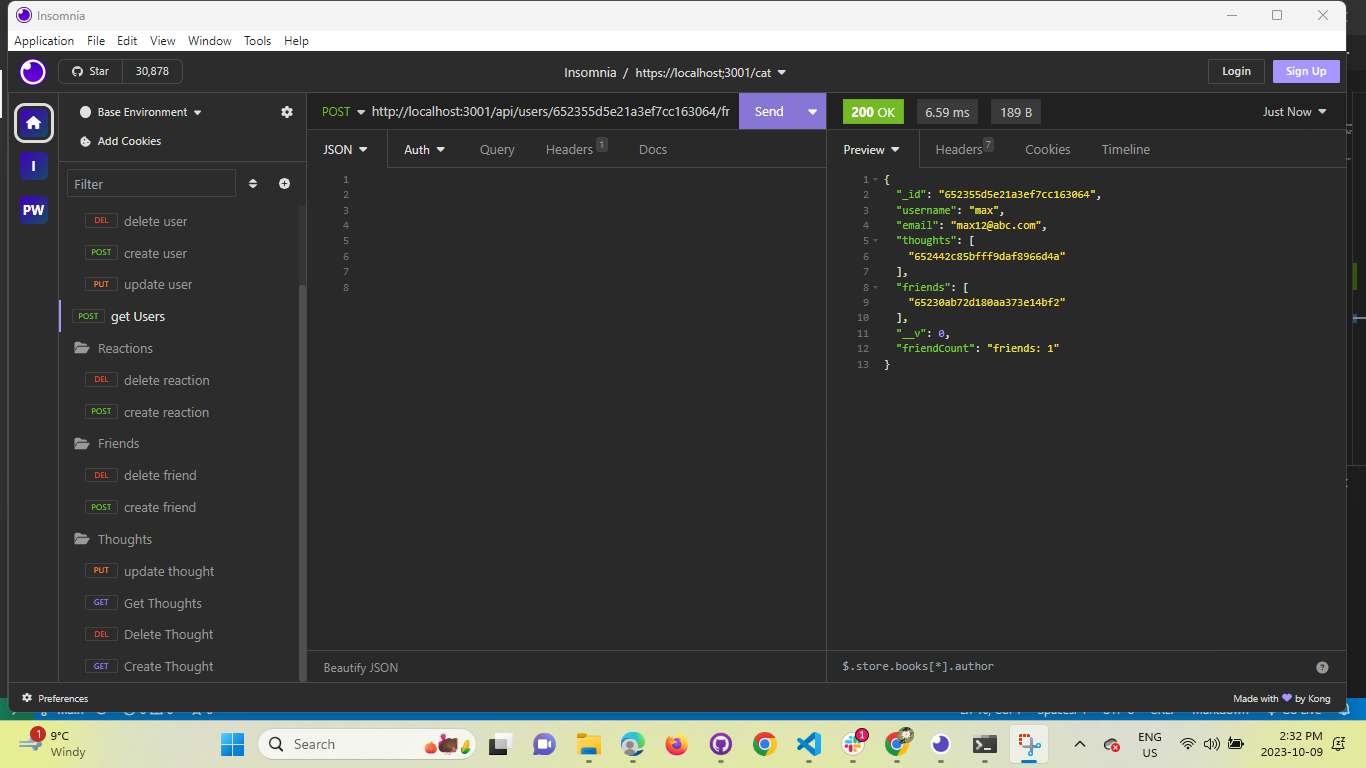 Insomnia
Application File Edit View Window Tools Help
Star 30,878
Insomnia / https://localhost;3001/cat
Login Sign Up
Base Environment
Add Cookies
I
PW
Filter
DEL delete user
POST create user
PUT update user
POST get Users
Reactions
DEL delete reaction
POST create reaction
Friends
DEL delete friend
POST create friend
Thoughts
PUT update thought
GET Get Thoughts
DEL Delete Thought
GET Create Thought
POST http://localhost:3001/api/users/652355d5e21a3ef7cc163064/fr Send
JSON Auth Query Headers 1 Docs
1
2
3
4
5
6
7
8
Beautify JSON
200 OK 6.59 ms 189 B Just Now
Preview Headers 7 Cookies Timeline
1 {
2 "_id": "652355d5e21a3ef7cc163064",
3 "username": "max",
4 "email": "max12@abc.com",
5 "thoughts": [
6 "652442c85bfff9daf8966d4a"
7 ],
8 "friends": [
9 "65230ab72d180aa373e14bf2"
10 ],
11 "__v": 0,
12 "friendCount": "friends: 1"
13 }
$.store.books[*].author
Preferences
Made with by Kong
1
9°C
Windy
Search
1
ENG
US
2:32 PM
2023-10-09